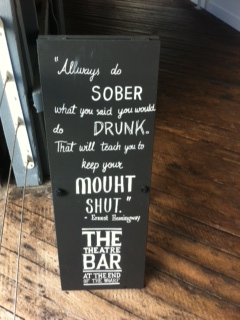 "Allways do
SOBER
what you said you would
do DRUNK.
That will teach you to
keep your
MOUHT
SHUT."
- Ernest Hemingway
THE
THEATRE
BAR
AT THE END
OF THE WHARF